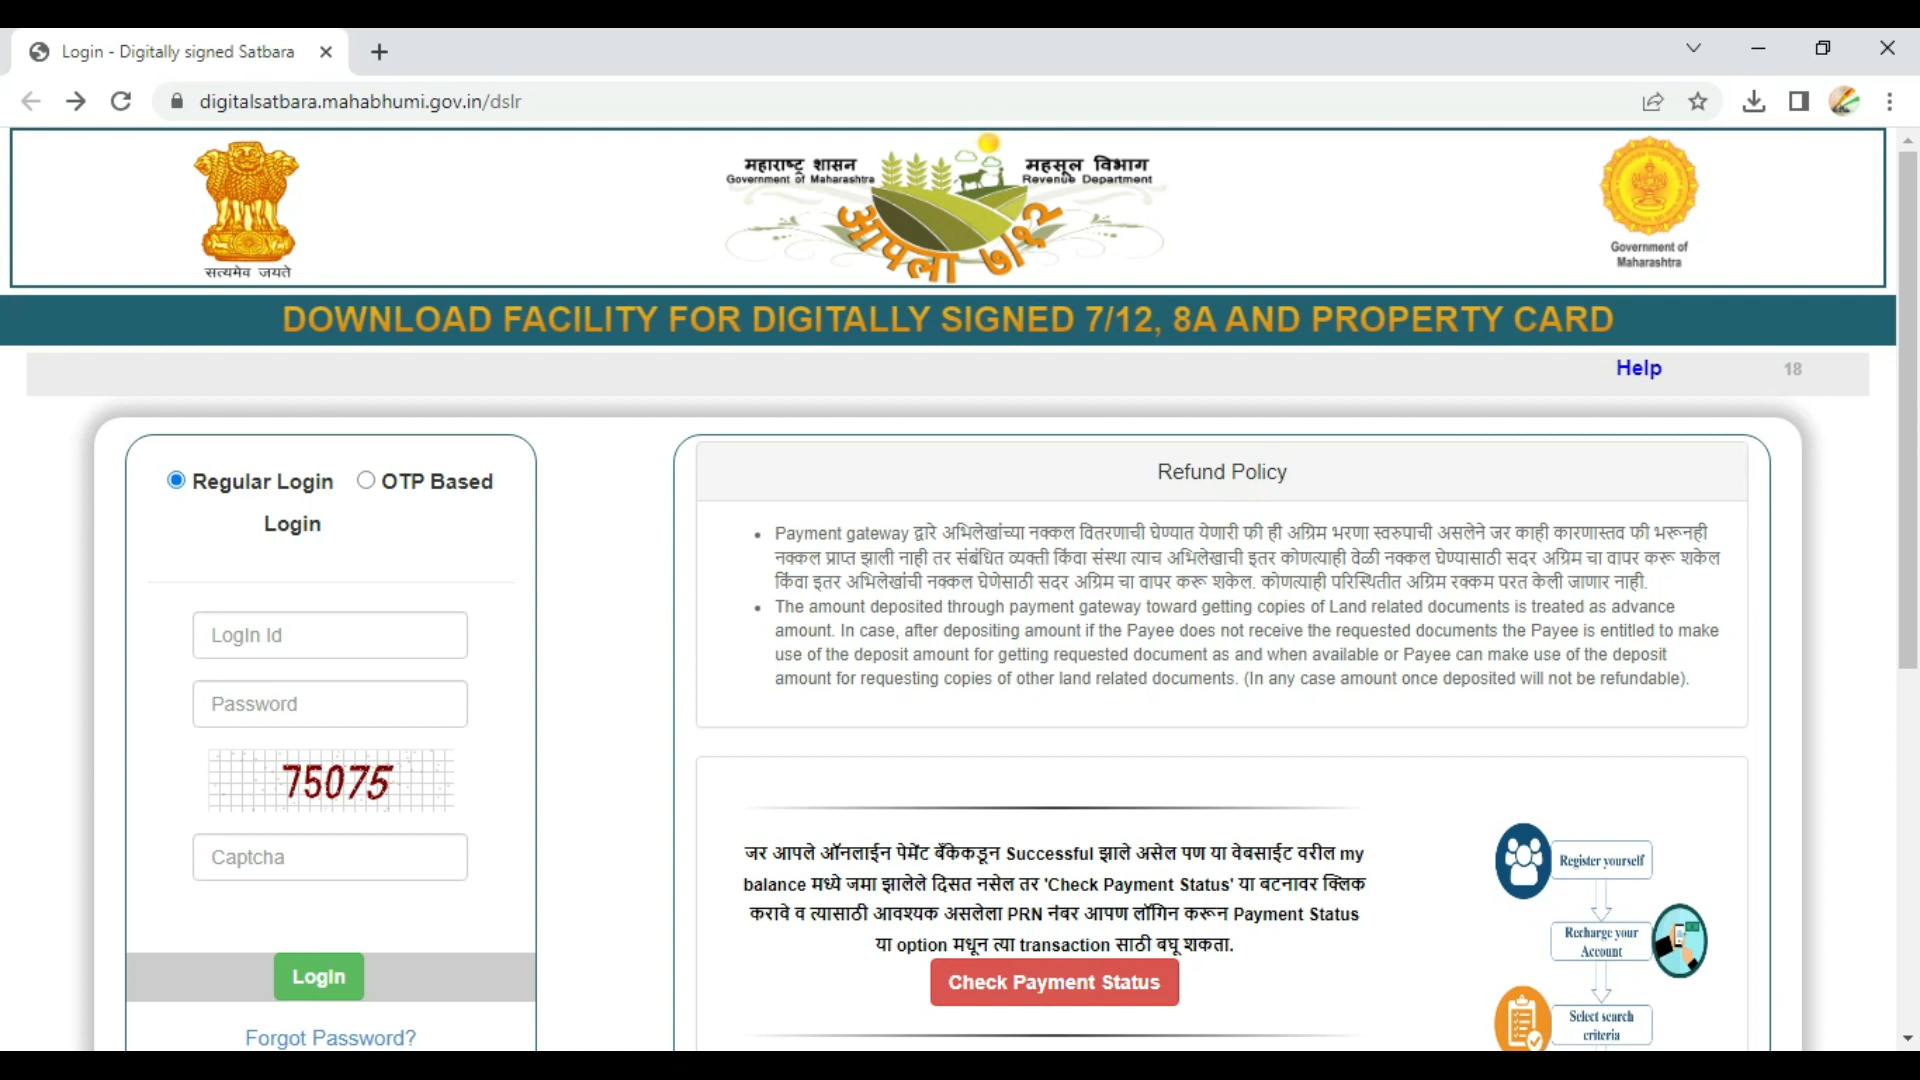 Login - Digitally signed Satbara
digitalsatbara.mahabhumi.gov.in/dslr
सत्यमेव जयते
महाराष्ट्र शासन
Government of Maharashtra
महसूल विभाग
Revenue Department
आपला ७/१२
Government of
Maharashtra
DOWNLOAD FACILITY FOR DIGITALLY SIGNED 7/12, 8A AND PROPERTY CARD
Help
18
Regular Login OTP Based
Login
LogIn Id
Password
75075
Captcha
LogIn
Forgot Password?
Refund Policy
Payment gateway द्वारे अभिलेखांच्या नक्कल वितरणाची घेण्यात येणारी फी ही अग्रिम भरणा स्वरुपाची असलेने जर काही कारणास्तव फी भरूनही
नक्कल प्राप्त झाली नाही तर संबंधित व्यक्ती किंवा संस्था त्याच अभिलेखाची इतर कोणत्याही वेळी नक्कल घेण्यासाठी सदर अग्रिम चा वापर करू शकेल
किंवा इतर अभिलेखांची नक्कल घेणेसाठी सदर अग्रिम चा वापर करू शकेल. कोणत्याही परिस्थितीत अग्रिम रक्कम परत केली जाणार नाही.
The amount deposited through payment gateway toward getting copies of Land related documents is treated as advance
amount. In case, after depositing amount if the Payee does not receive the requested documents the Payee is entitled to make
use of the deposit amount for getting requested document as and when available or Payee can make use of the deposit
amount for requesting copies of other land related documents. (In any case amount once deposited will not be refundable).
जर आपले ऑनलाईन पेमेंट बँकेकडून Successful झाले असेल पण या वेबसाईट वरील my
balance मध्ये जमा झालेले दिसत नसेल तर 'Check Payment Status' या बटनावर क्लिक
करावे व त्यासाठी आवश्यक असलेला PRN नंबर आपण लॉगिन करून Payment Status
या option मधून त्या transaction साठी बघू शकता.
Check Payment Status
Register yourself
Recharge your
Account
Select search
criteria